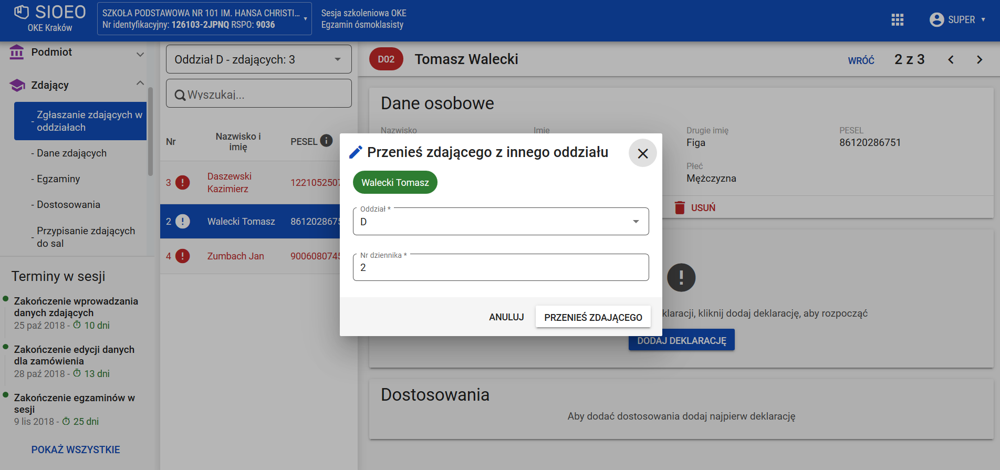 SIOEO
OKE Kraków
SZKOŁA PODSTAWOWA NR 101 IM. HANSA CHRISTI...
Nr identyfikacyjny: 126103-2JPNQ RSPO: 9036
Sesja szkoleniowa OKE
Egzamin ósmoklasisty
SUPER
Podmiot
Zdający
- Zgłaszanie zdających w
oddziałach
- Dane zdających
- Egzaminy
- Dostosowania
- Przypisanie zdających
do sal
Terminy w sesji
Zakończenie wprowadzania
danych zdających
25 paź 2018 - 10 dni
Zakończenie edycji danych
dla zamówienia
28 paź 2018 - 13 dni
Zakończenie egzaminów w
sesji
9 lis 2018 - 25 dni
POKAŻ WSZYSTKIE
Oddział D - zdających: 3
Wyszukaj...
Nr Nazwisko i
imię PESEL
3 Daszewski
Kazimierz 1221052507
2 Walecki Tomasz 8612028675
4 Zumbach Jan 9006080745
D02 Tomasz Walecki WRÓĆ 2 z 3
Dane osobowe
Nazwisko Imię Drugie imię PESEL
Figa 86120286751
Płeć
Mężczyzna
USUŃ
Przenieś zdającego z innego oddziału
Walecki Tomasz
Oddział *
D
Nr dziennika *
2
ANULUJ PRZENIEŚ ZDAJĄCEGO
klaracji, kliknij dodaj deklarację, aby rozpocząć
DODAJ DEKLARACJĘ
Dostosowania
Aby dodać dostosowania dodaj najpierw deklarację